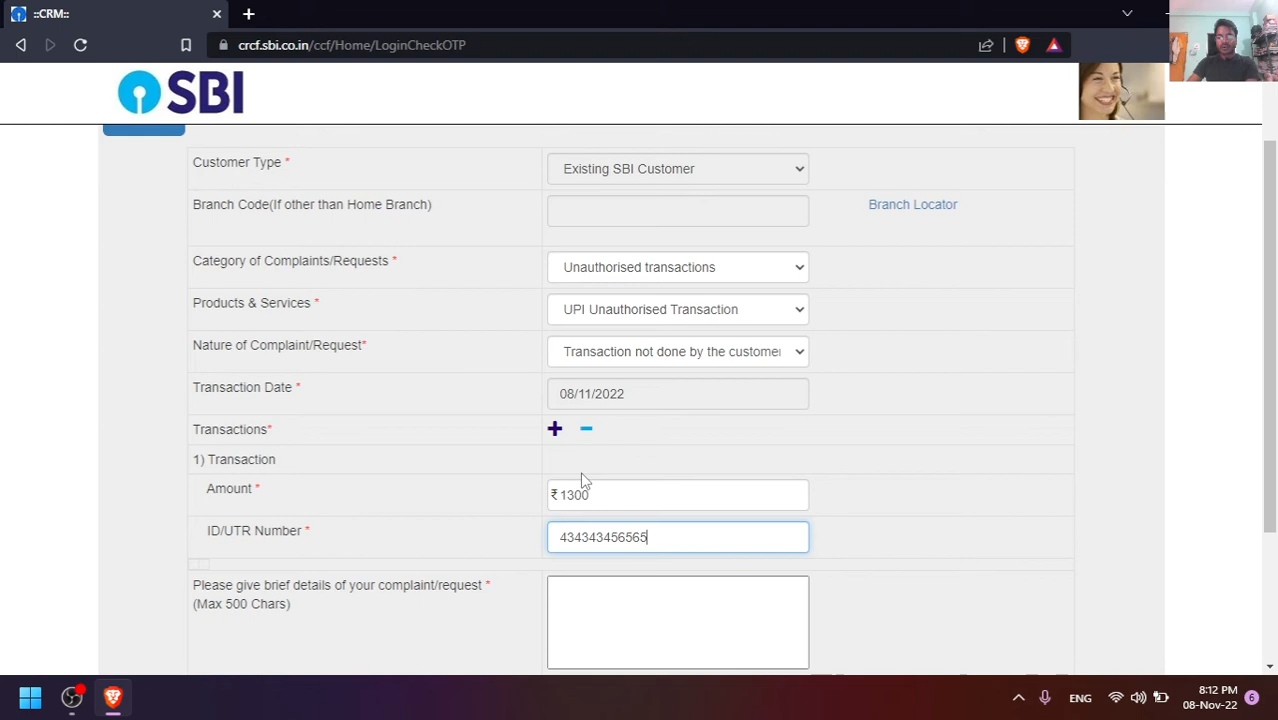 ::CRM::
crcf.sbi.co.in/ccf/Home/LoginCheckOTP
SBI
Customer Type *
Existing SBI Customer
Branch Code(If other than Home Branch)
Branch Locator
Category of Complaints/Requests *
Unauthorised transactions
Products & Services *
UPI Unauthorised Transaction
Nature of Complaint/Request*
Transaction not done by the customer
Transaction Date *
08/11/2022
Transactions*
+ −
1) Transaction
Amount *
₹ 1300
ID/UTR Number *
434343456565
Please give brief details of your complaint/request *
(Max 500 Chars)
ENG
8:12 PM
08-Nov-22
6